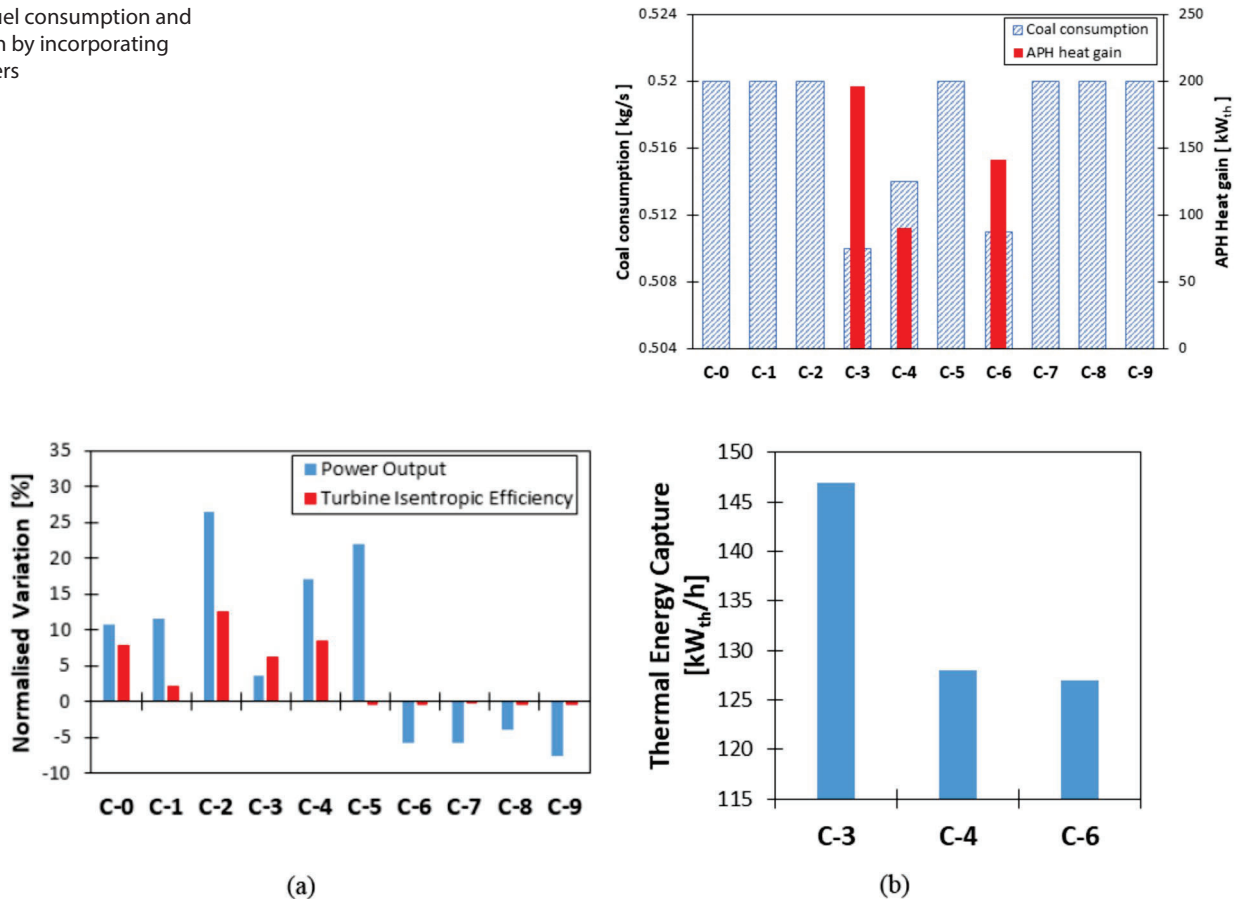 uel consumption and
n by incorporating
ers
0.524
0.52
0.516
0.512
0.508
0.504
Coal consumption [ kg/s ]
Coal consumption
APH heat gain
250
200
150
100
50
0
APH Heat gain [ kWth ]
C-0 C-1 C-2 C-3 C-4 C-5 C-6 C-7 C-8 C-9
Normalised Variation [%]
35
30
25
20
15
10
5
0
-5
-10
Power Output
Turbine Isentropic Efficiency
C-0 C-1 C-2 C-3 C-4 C-5 C-6 C-7 C-8 C-9
(a)
Thermal Energy Capture
[kWth/h]
150
145
140
135
130
125
120
115
C-3 C-4 C-6
(b)